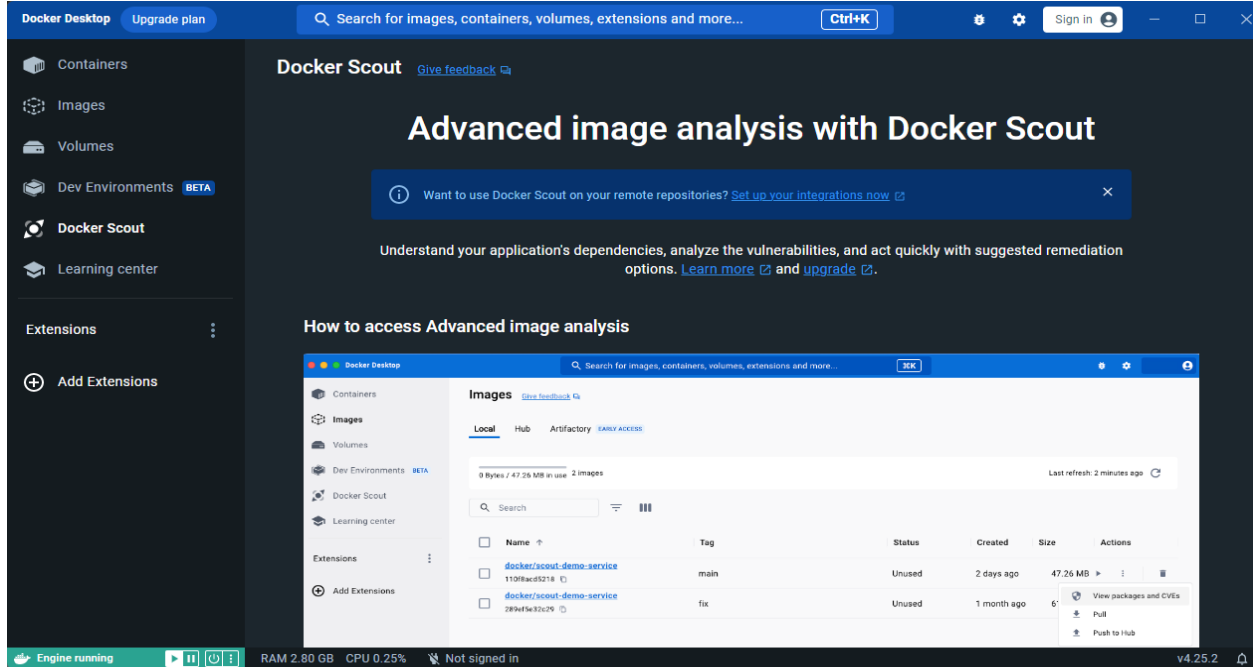 Docker Desktop Upgrade plan Search for images, containers, volumes, extensions and more... Ctrl+K Sign in
Containers
Images
Volumes
Dev Environments BETA
Docker Scout
Learning center
Extensions
Add Extensions
Docker Scout Give feedback
Advanced image analysis with Docker Scout
Want to use Docker Scout on your remote repositories? Set up your integrations now
Understand your application's dependencies, analyze the vulnerabilities, and act quickly with suggested remediation
options. Learn more and upgrade.
How to access Advanced image analysis
Docker Desktop Search for images, containers, volumes, extensions and more... ⌘K
Containers
Images
Volumes
Dev Environments BETA
Docker Scout
Learning center
Extensions
Add Extensions
Images Give feedback
Local Hub Artifactory EARLY ACCESS
0 Bytes / 47.26 MB in use 2 images Last refresh: 2 minutes ago
Search
Name Tag Status Created Size Actions
docker/scout-demo-service main Unused 2 days ago 47.26 MB
110f8acd5218
docker/scout-demo-service fix Unused 1 month ago
289ef5e32c29
View packages and CVEs
Pull
Push to Hub
Engine running RAM 2.80 GB CPU 0.25% Not signed in v4.25.2